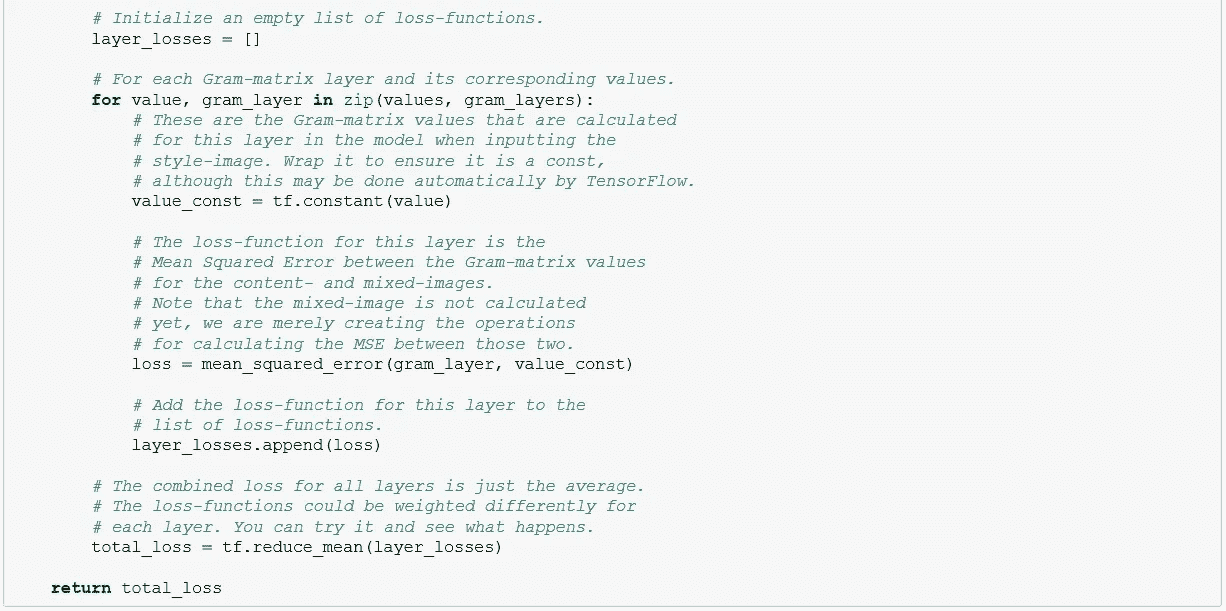 # Initialize an empty list of loss-functions.
layer_losses = []
# For each Gram-matrix layer and its corresponding values.
for value, gram_layer in zip(values, gram_layers):
# These are the Gram-matrix values that are calculated
# for this layer in the model when inputting the
# style-image. Wrap it to ensure it is a const,
# although this may be done automatically by TensorFlow.
value_const = tf.constant(value)
# The loss-function for this layer is the
# Mean Squared Error between the Gram-matrix values
# for the content- and mixed-images.
# Note that the mixed-image is not calculated
# yet, we are merely creating the operations
# for calculating the MSE between those two.
loss = mean_squared_error(gram_layer, value_const)
# Add the loss-function for this layer to the
# list of loss-functions.
layer_losses.append(loss)
# The combined loss for all layers is just the average.
# The loss-functions could be weighted differently for
# each layer. You can try it and see what happens.
total_loss = tf.reduce_mean(layer_losses)
return total_loss